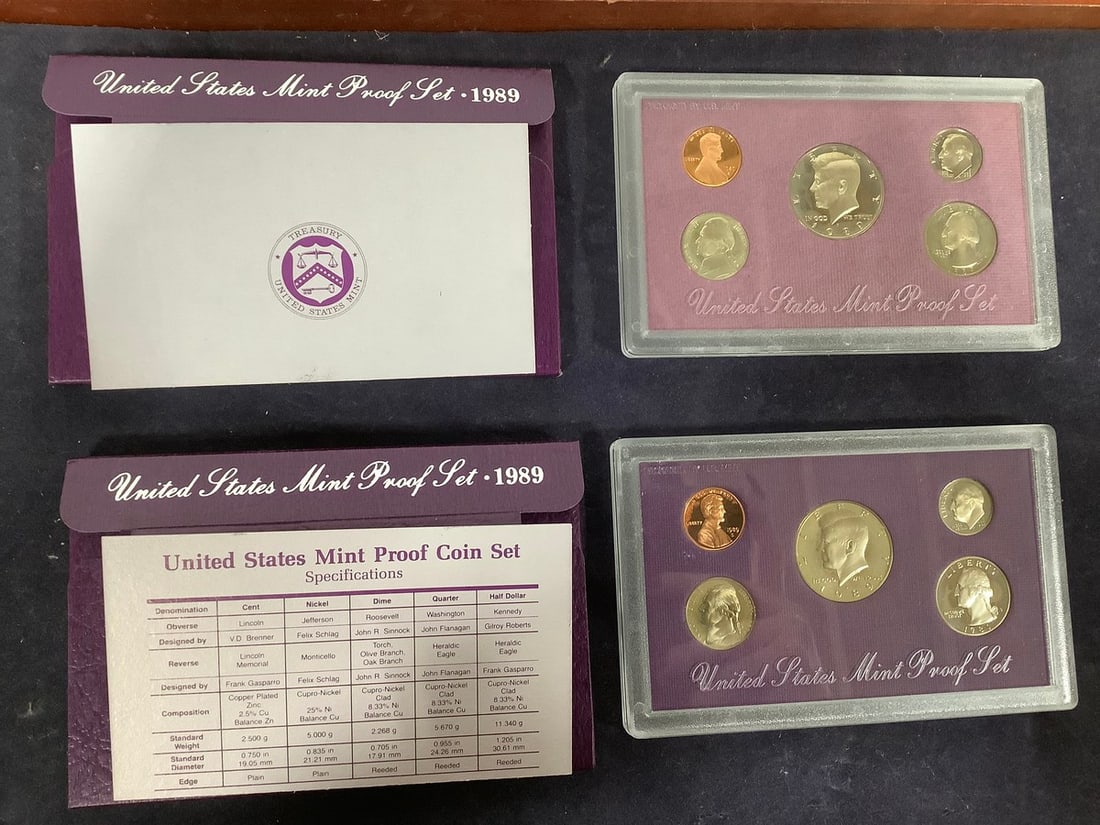 United States Mint Proof Set · 1989
TREASURY
UNITED STATES MINT
LIBERTY
IN GOD WE TRUST
1989
United States Mint Proof Set
United States Mint Proof Set · 1989
United States Mint Proof Coin Set
Specifications
Denomination Cent Nickel Dime Quarter Half Dollar
Obverse Lincoln Jefferson Roosevelt Washington Kennedy
Designed by V.D. Brenner Felix Schlag John R. Sinnock John Flanagan Gilroy Roberts
Reverse Lincoln Memorial Monticello Torch, Olive Branch, Oak Branch Heraldic Eagle Heraldic Eagle
Designed by Frank Gasparro Felix Schlag John R. Sinnock John Flanagan Frank Gasparro
Composition Copper Plated Zinc 2.5% Cu Balance Zn Cupro-Nickel 25% Ni Balance Cu Cupro-Nickel Clad 8.33% Ni Balance Cu Cupro-Nickel Clad 8.33% Ni Balance Cu Cupro-Nickel Clad 8.33% Ni Balance Cu
Standard Weight 2.500 g 5.000 g 2.268 g 5.670 g 11.340 g
Standard Diameter 0.750 in 19.05 mm 0.835 in 21.21 mm 0.705 in 17.91 mm 0.955 in 24.26 mm 1.205 in 30.61 mm
Edge Plain Plain Reeded Reeded Reeded
LIBERTY
1989
LIBERTY
1989
United States Mint Proof Set